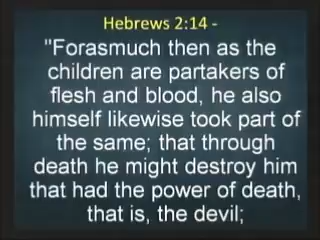 Hebrews 2:14 -
"Forasmuch then as the
children are partakers of
flesh and blood, he also
himself likewise took part of
the same; that through
death he might destroy him
that had the power of death,
that is, the devil;